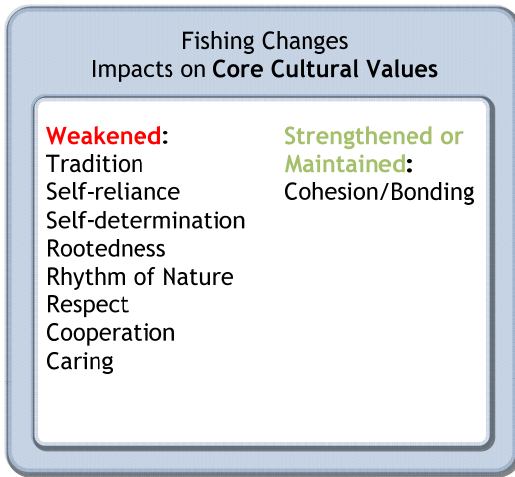 Fishing Changes
Impacts on Core Cultural Values
Weakened:
Tradition
Self-reliance
Self-determination
Rootedness
Rhythm of Nature
Respect
Cooperation
Caring
Strengthened or
Maintained:
Cohesion/Bonding